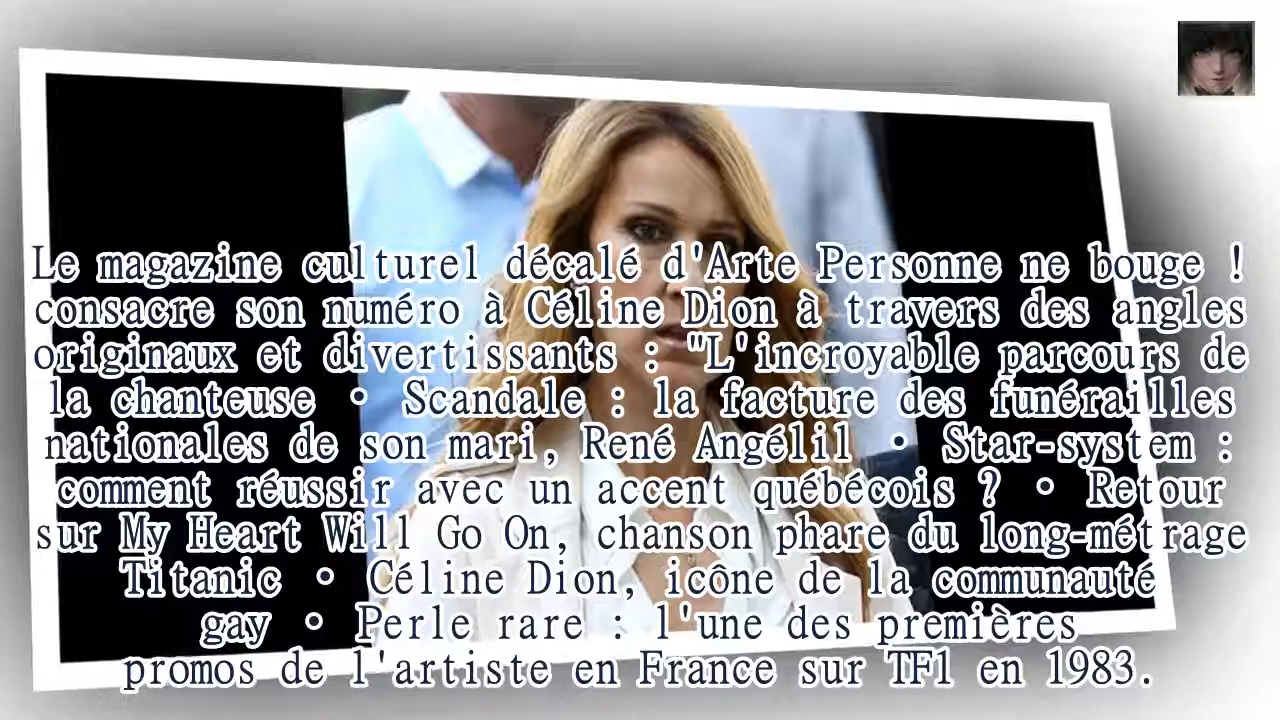 Le magazine culturel décalé d'Arte Personne ne bouge !
consacre son numéro à Céline Dion à travers des angles
originaux et divertissants : "L'incroyable parcours de
la chanteuse • Scandale : la facture des funérailles
nationales de son mari, René Angélil • Star-system :
comment réussir avec un accent québécois ? • Retour
sur My Heart Will Go On, chanson phare du long-métrage
Titanic • Céline Dion, icône de la communauté
gay • Perle rare : l'une des premières
promos de l'artiste en France sur TF1 en 1983.